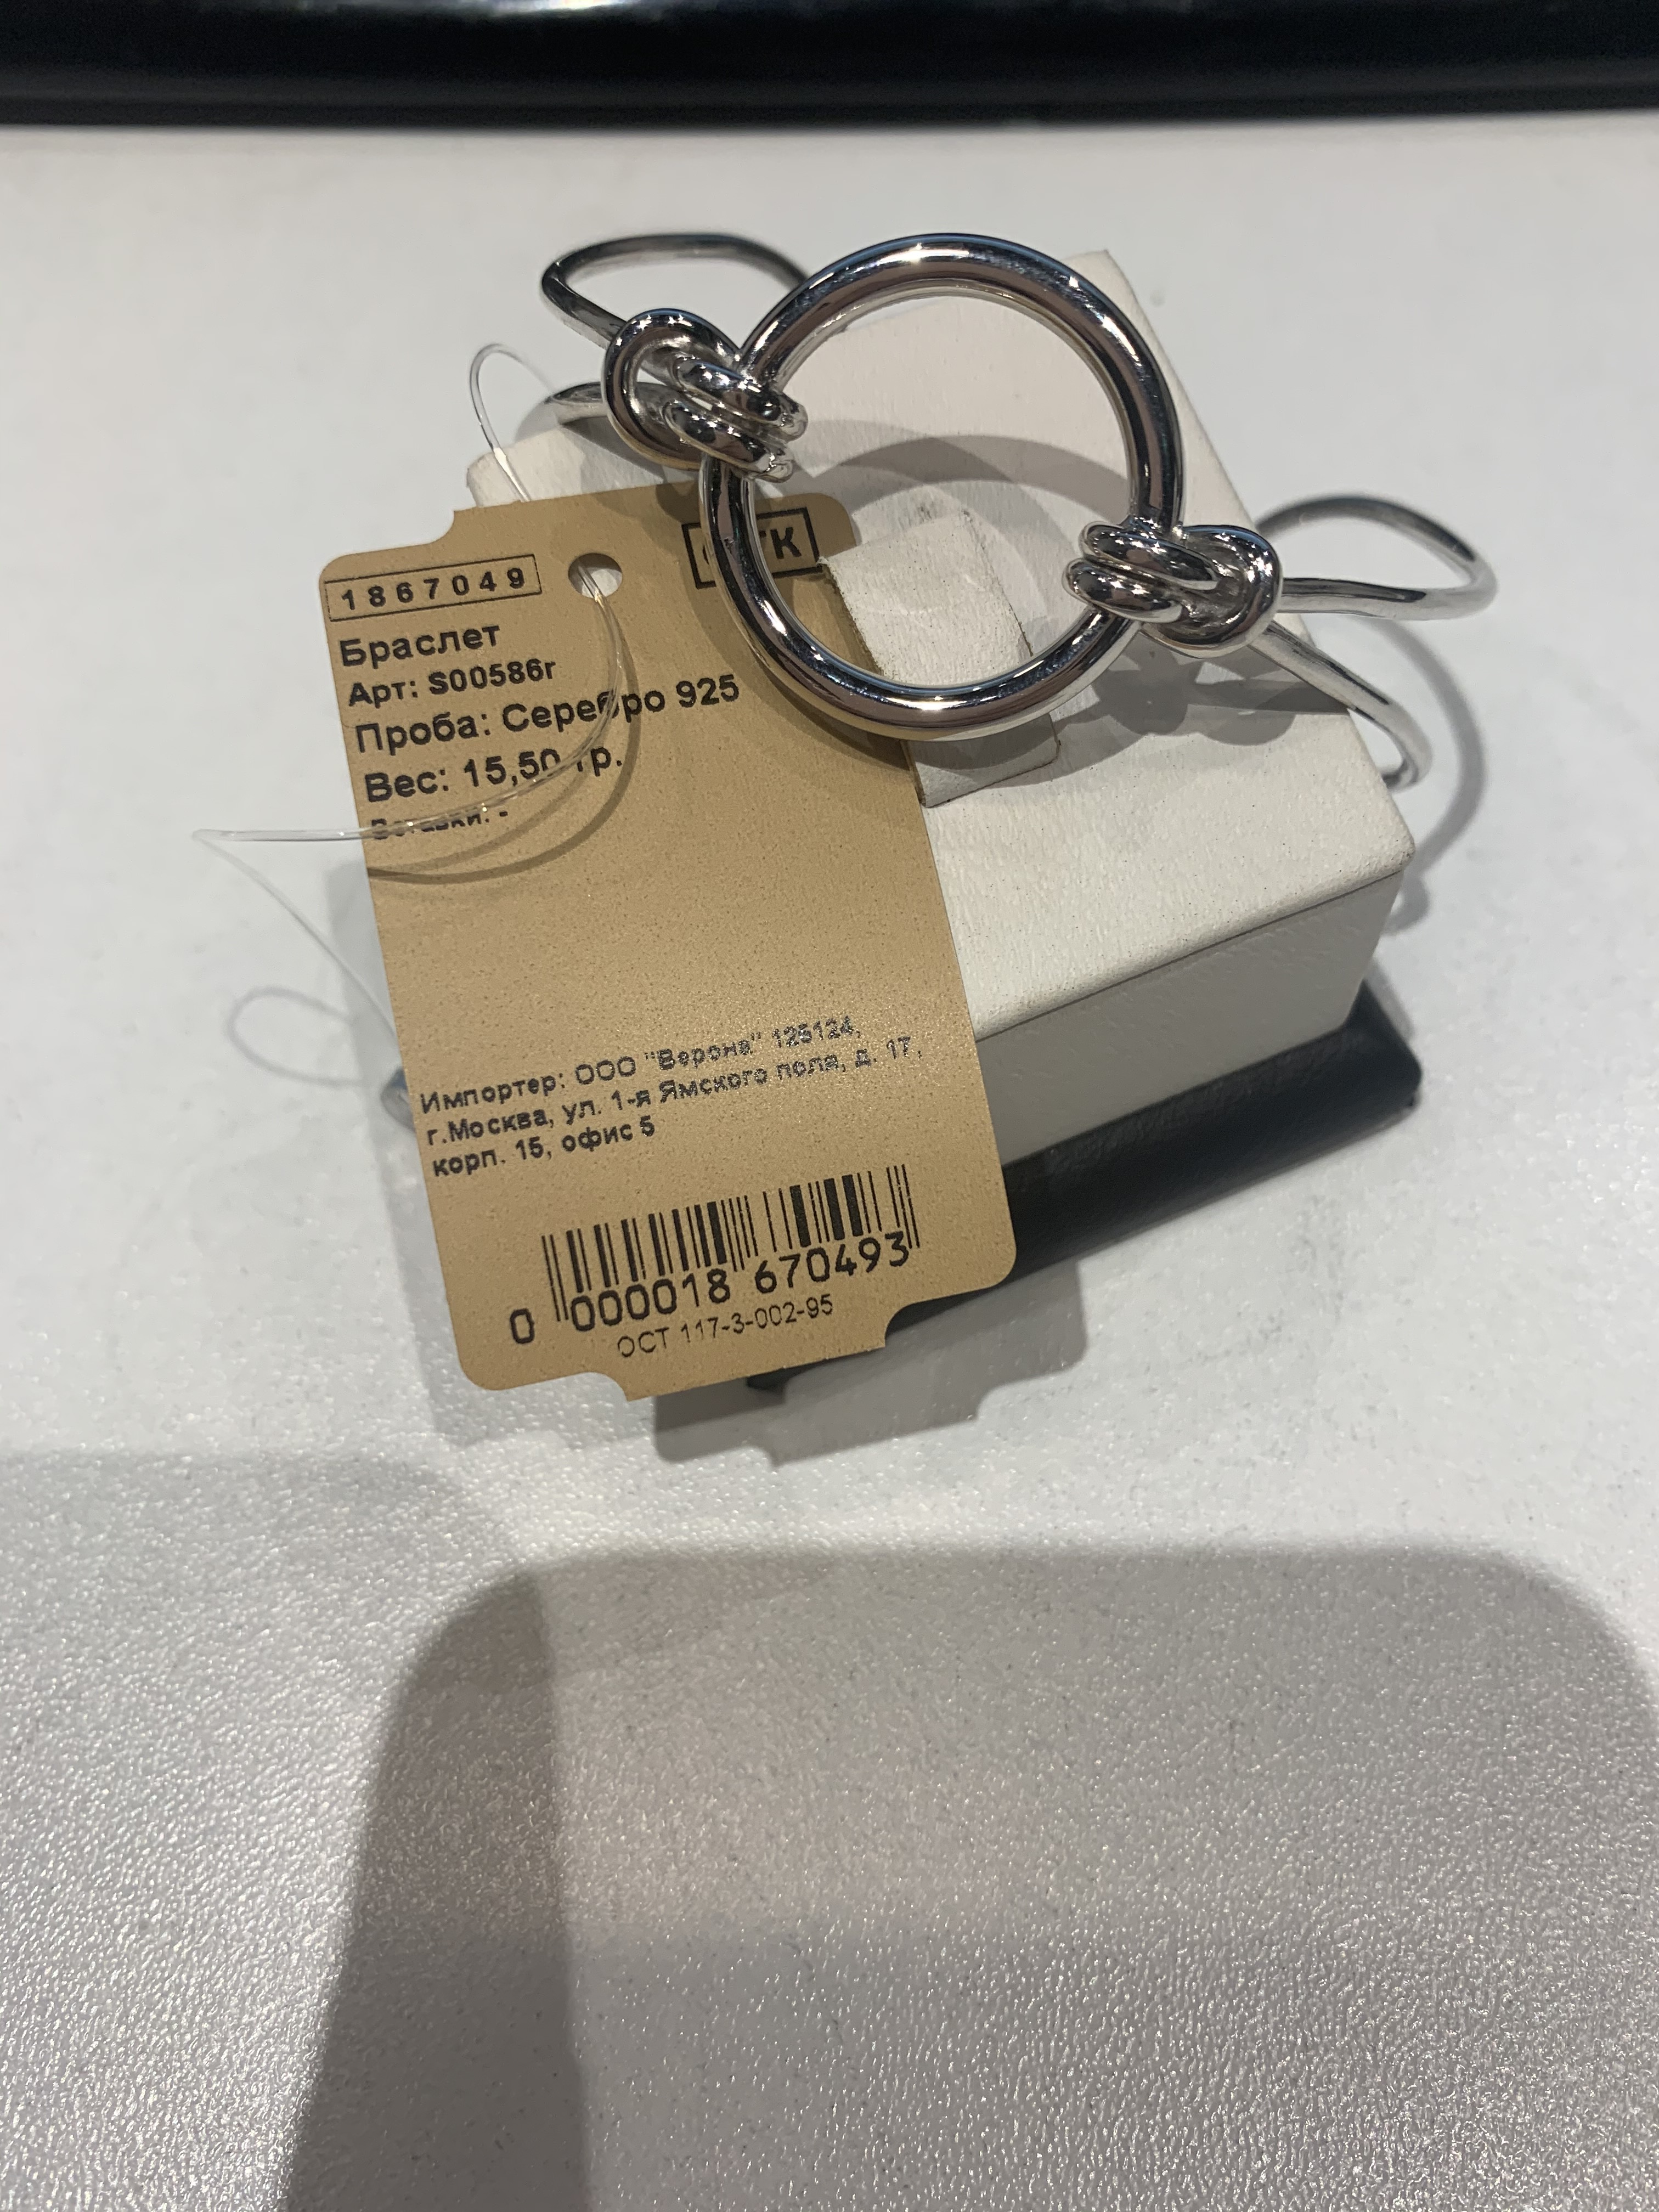 1867049
Браслет
Арт: S00586г
Проба: Серебро 925
Вес: 15,50 гр.
Вставки: -
Импортер: ООО "Верона" 125124,
г.Москва, ул. 1-я Ямского поля, д. 17,
корп. 15, офис 5
0 000018 670493
ОСТ 117-3-002-95